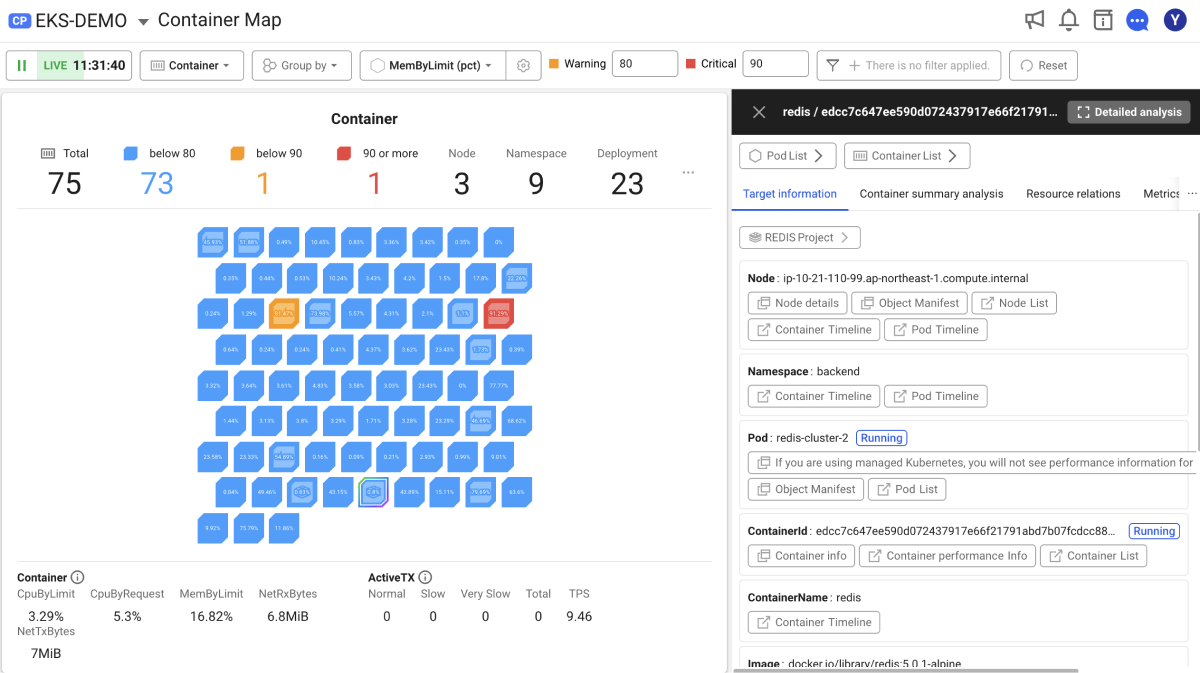 CP EKS-DEMO Container Map
Y
LIVE 11:31:40 Container Group by MemByLimit (pct) Warning 80 Critical 90 There is no filter applied. Reset
Container
Total below 80 below 90 90 or more Node Namespace Deployment
75 73 1 1 3 9 23
51.88% 0.49% 10.45% 0.83% 3.36% 3.42% 0.35% 0%
0.35% 0.44% 0.53% 10.24% 3.43% 4.2% 1.5% 17.8% 22.26%
0.24% 1.29% 73.98% 5.57% 4.31% 2.1% 91.29%
0.64% 0.24% 0.24% 0.41% 4.37% 3.62% 23.43% 1.73% 0.39%
3.32% 3.64% 3.61% 4.83% 3.58% 3.03% 23.43% 0% 77.77%
1.44% 3.13% 3.9% 3.29% 1.71% 3.28% 23.29% 46.69% 68.62%
23.58% 23.33% 54.89% 0.16% 0.09% 0.21% 2.93% 0.99% 9.01%
0.04% 49.46% 0.83% 43.15% 43.89% 15.11% 63.6%
9.92% 75.79% 11.86%
Container
CpuByLimit CpuByRequest MemByLimit NetRxBytes
3.29% 5.3% 16.82% 6.8MiB
NetTxBytes
7MiB
ActiveTX
Normal Slow Very Slow Total TPS
0 0 0 0 9.46
redis / edcc7c647ee590d072437917e66f21791... Detailed analysis
Pod List Container List
Target information Container summary analysis Resource relations Metrics ...
REDIS Project
Node : ip-10-21-110-99.ap-northeast-1.compute.internal
Node details Object Manifest Node List
Container Timeline Pod Timeline
Namespace : backend
Container Timeline Pod Timeline
Pod : redis-cluster-2 Running
If you are using managed Kubernetes, you will not see performance information for
Object Manifest Pod List
ContainerId : edcc7c647ee590d072437917e66f21791abd7b07fcdcc88... Running
Container info Container performance Info Container List
ContainerName : redis
Container Timeline
Image : docker.io/library/redis:5.0.1-alpine